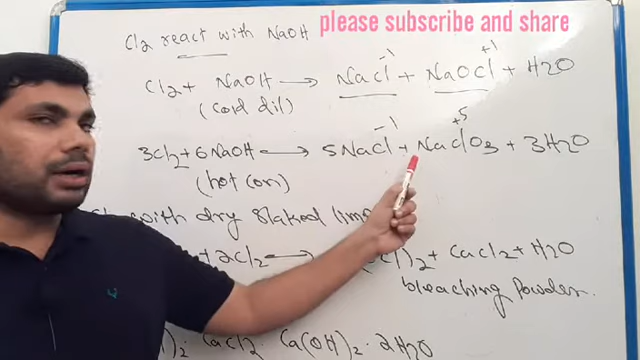 please subscribe and share
Cl2 react with NaOH
Cl2 + NaOH → NaCl + NaOCl + H2O
-1 +1
(cold dil)
3Cl2 + 6NaOH → 5NaCl + NaClO3 + 3H2O
-1 +5
(hot con)
with dry slaked lime
+ 2Cl2 → )2 + CaCl2 + H2O
bleaching powder.
)2 · CaCl2 · Ca(OH)2 · 2H2O